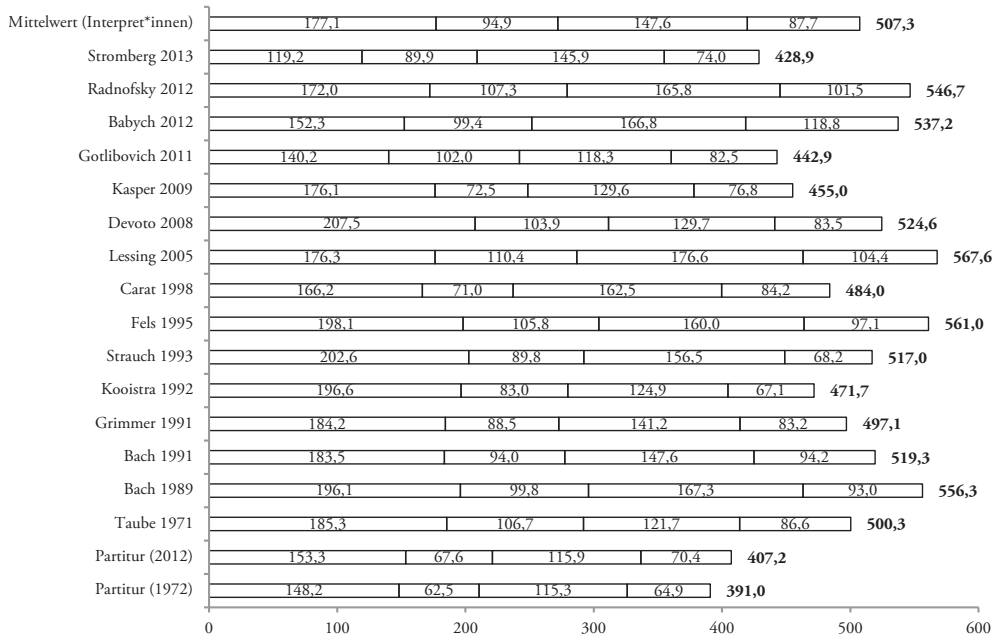 Mittelwert (Interpret*innen) 177,1 94,9 147,6 87,7 507,3
Stromberg 2013 119,2 89,9 145,9 74,0 428,9
Radnofsky 2012 172,0 107,3 165,8 101,5 546,7
Babych 2012 152,3 99,4 166,8 118,8 537,2
Gotlibovich 2011 140,2 102,0 118,3 82,5 442,9
Kasper 2009 176,1 72,5 129,6 76,8 455,0
Devoto 2008 207,5 103,9 129,7 83,5 524,6
Lessing 2005 176,3 110,4 176,6 104,4 567,6
Carat 1998 166,2 71,0 162,5 84,2 484,0
Fels 1995 198,1 105,8 160,0 97,1 561,0
Strauch 1993 202,6 89,8 156,5 68,2 517,0
Kooistra 1992 196,6 83,0 124,9 67,1 471,7
Grimmer 1991 184,2 88,5 141,2 83,2 497,1
Bach 1991 183,5 94,0 147,6 94,2 519,3
Bach 1989 196,1 99,8 167,3 93,0 556,3
Taube 1971 185,3 106,7 121,7 86,6 500,3
Partitur (2012) 153,3 67,6 115,9 70,4 407,2
Partitur (1972) 148,2 62,5 115,3 64,9 391,0
0 100 200 300 400 500 600